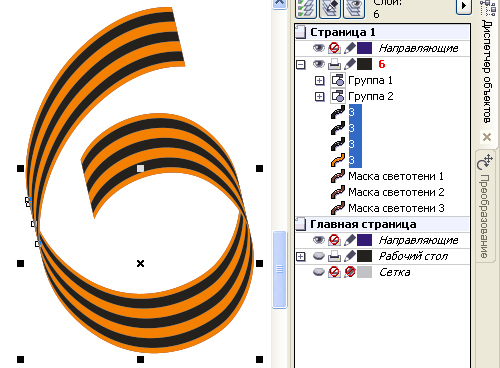 Слои:
6
Страница 1
Направляющие
6
Группа 1
Группа 2
3
3
3
3
Маска светотени 1
Маска светотени 2
Маска светотени 3
Главная страница
Направляющие
Рабочий стол
Сетка
Диспетчер объектов
Преобразование